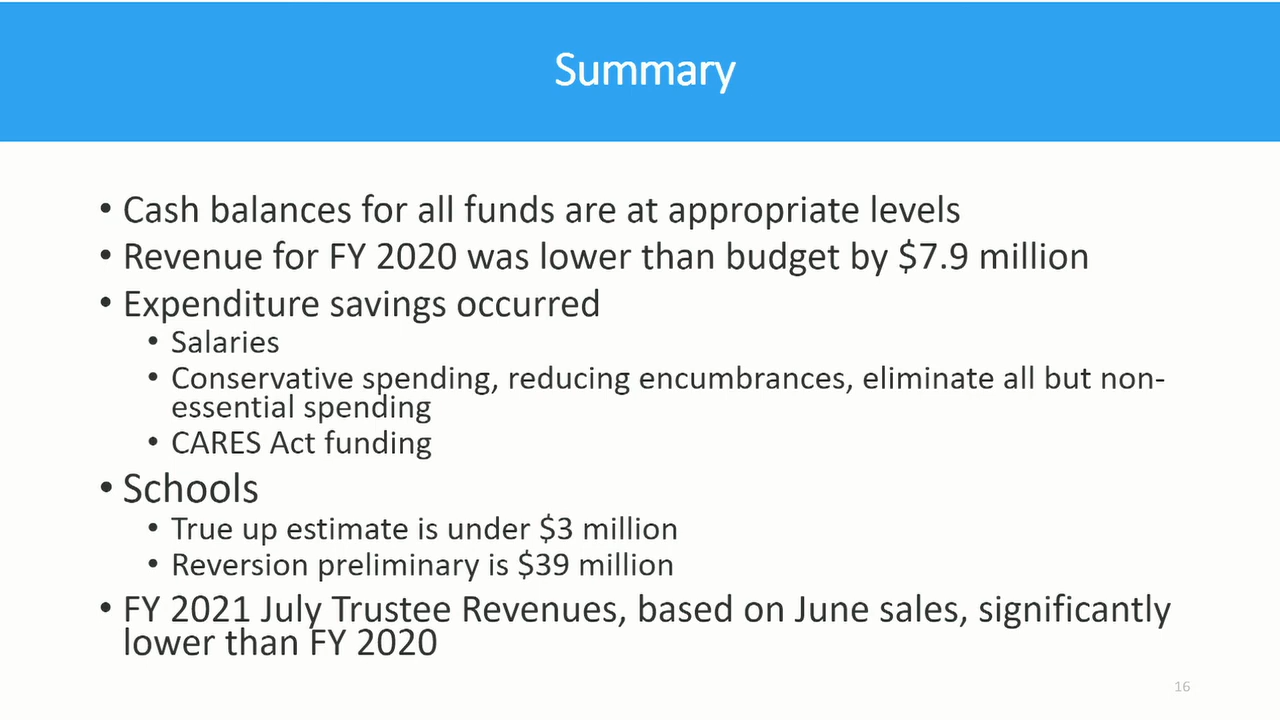 Summary
• Cash balances for all funds are at appropriate levels
• Revenue for FY 2020 was lower than budget by $7.9 million
• Expenditure savings occurred
• Salaries
• Conservative spending, reducing encumbrances, eliminate all but non-
essential spending
• CARES Act funding
• Schools
• True up estimate is under $3 million
• Reversion preliminary is $39 million
• FY 2021 July Trustee Revenues, based on June sales, significantly
lower than FY 2020
16